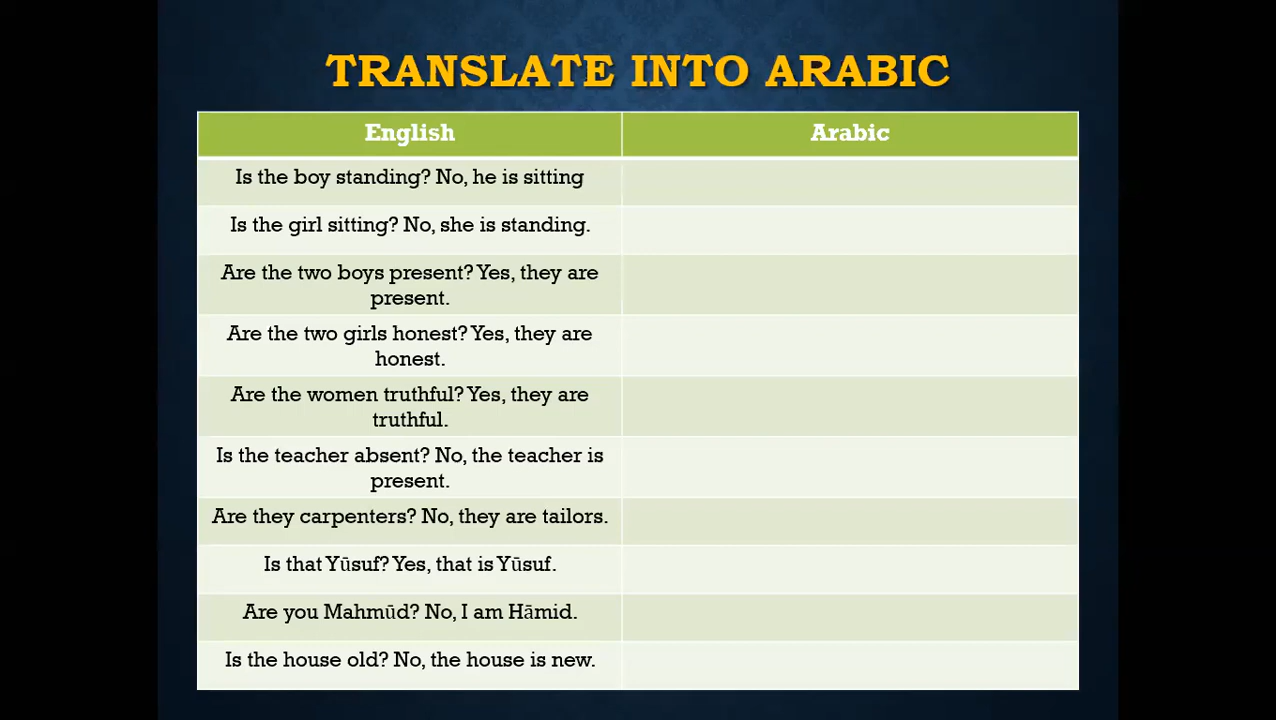 TRANSLATE INTO ARABIC
English
Arabic
Is the boy standing? No, he is sitting
Is the girl sitting? No, she is standing.
Are the two boys present? Yes, they are
present.
Are the two girls honest? Yes, they are
honest.
Are the women truthful? Yes, they are
truthful.
Is the teacher absent? No, the teacher is
present.
Are they carpenters? No, they are tailors.
Is that Yūsuf? Yes, that is Yūsuf.
Are you Mahmūd? No, I am Hāmid.
Is the house old? No, the house is new.